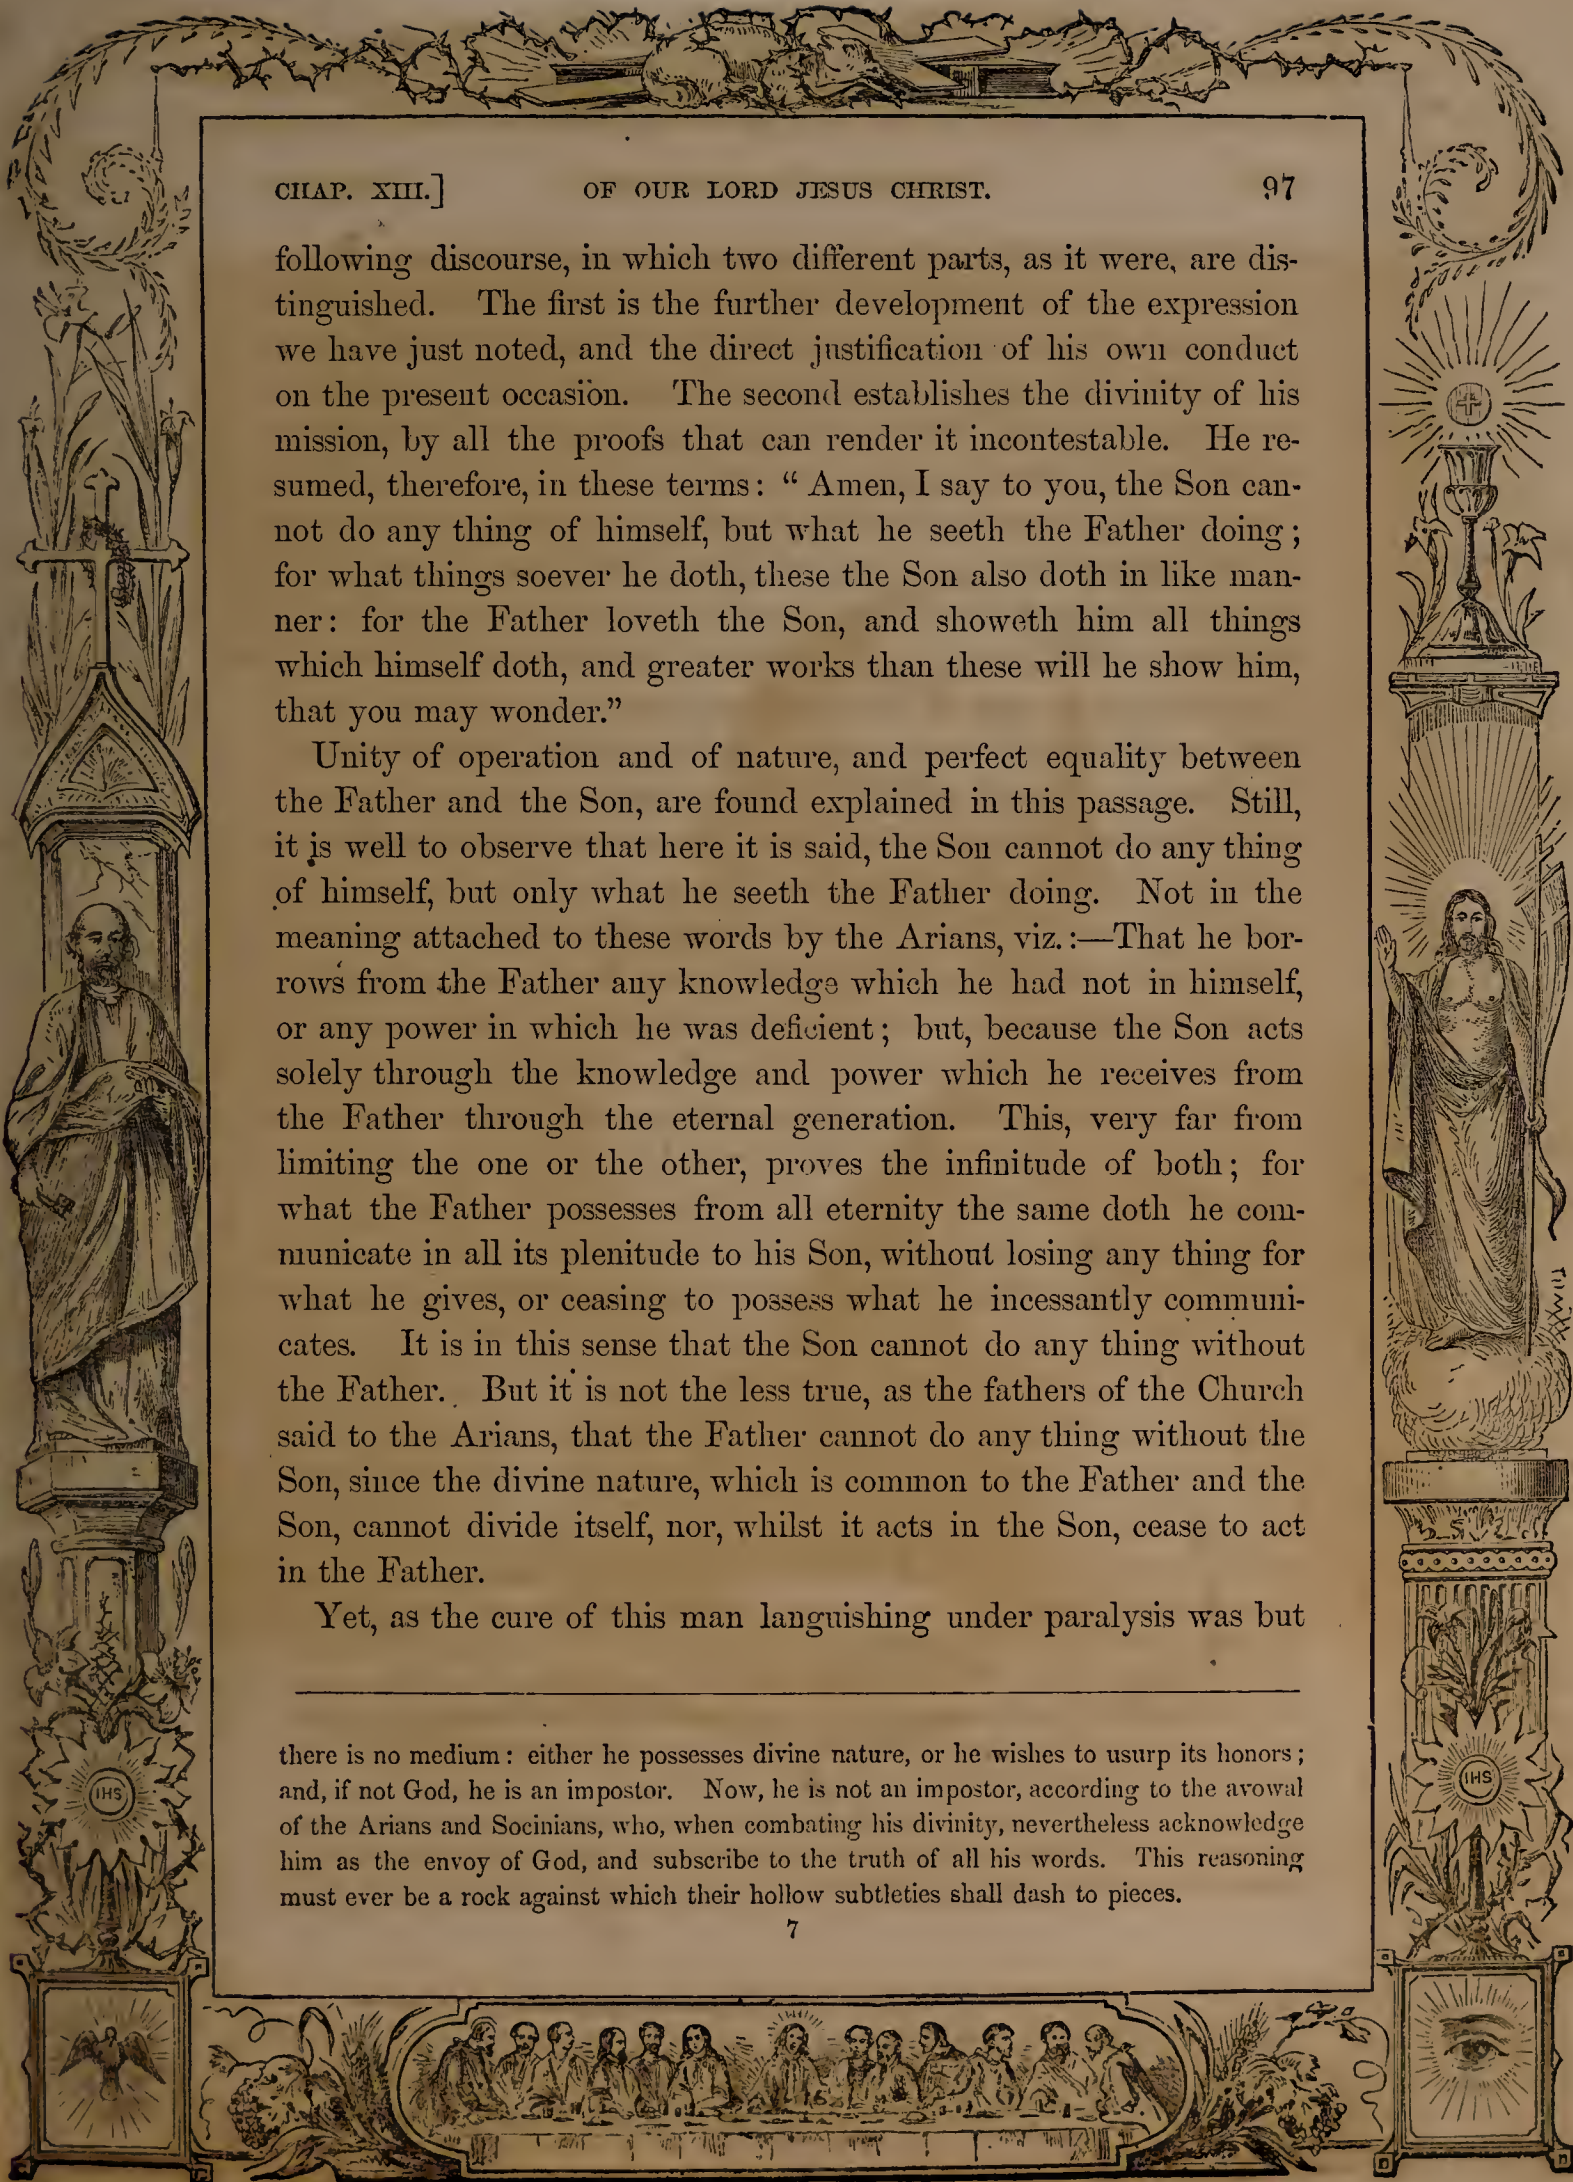 CHAP. XIII.] OF OUR LORD JESUS CHRIST. 97
following discourse, in which two different parts, as it were, are dis-
tinguished. The first is the further development of the expression
we have just noted, and the direct justification of his own conduct
on the present occasion. The second establishes the divinity of his
mission, by all the proofs that can render it incontestable. He re-
sumed, therefore, in these terms: “ Amen, I say to you, the Son can-
not do any thing of himself, but what he seeth the Father doing;
for what things soever he doth, these the Son also doth in like man-
ner: for the Father loveth the Son, and showeth him all things
which himself doth, and greater works than these will he show him,
that you may wonder.”
Unity of operation and of nature, and perfect equality between
the Father and the Son, are found explained in this passage. Still,
it is well to observe that here it is said, the Son cannot do any thing
of himself, but only what he seeth the Father doing. Not in the
meaning attached to these words by the Arians, viz.:—That he bor-
rows from the Father any knowledge which he had not in himself,
or any power in which he was deficient; but, because the Son acts
solely through the knowledge and power which he receives from
the Father through the eternal generation. This, very far from
limiting the one or the other, proves the infinitude of both; for
what the Father possesses from all eternity the same doth he com-
municate in all its plenitude to his Son, without losing any thing for
what he gives, or ceasing to possess what he incessantly communi-
cates. It is in this sense that the Son cannot do any thing without
the Father. But it is not the less true, as the fathers of the Church
said to the Arians, that the Father cannot do any thing without the
Son, since the divine nature, which is common to the Father and the
Son, cannot divide itself, nor, whilst it acts in the Son, cease to act
in the Father.
Yet, as the cure of this man languishing under paralysis was but
there is no medium: either he possesses divine nature, or he wishes to usurp its honors;
and, if not God, he is an impostor. Now, he is not an impostor, according to the avowal
of the Arians and Socinians, who, when combating his divinity, nevertheless acknowledge
him as the envoy of God, and subscribe to the truth of all his words. This reasoning
must ever be a rock against which their hollow subtleties shall dash to pieces.
7
IHS
IHS